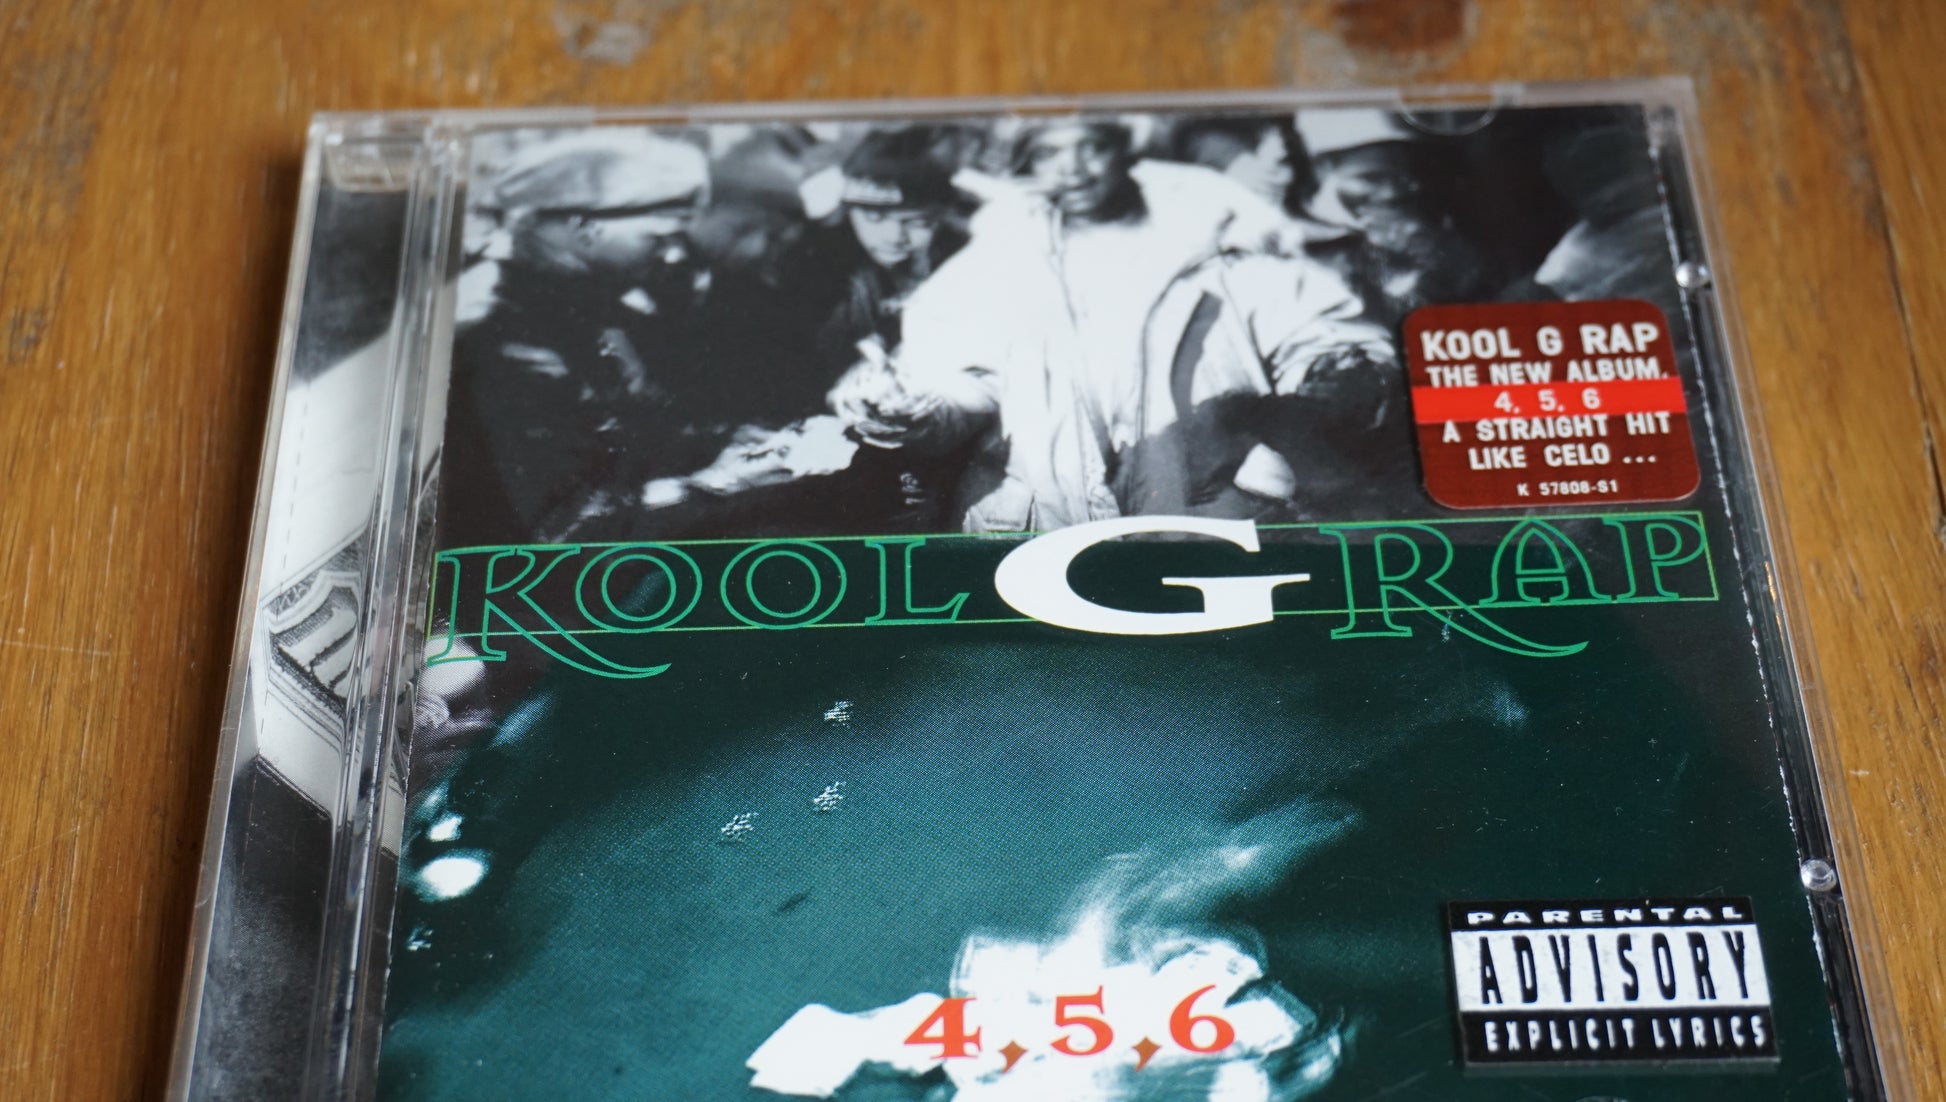 KOOL G RAP
THE NEW ALBUM,
4, 5, 6
A STRAIGHT HIT
LIKE CELO ...
K 57808-S1
KOOL G RAP
4,5,6
PARENTAL
ADVISORY
EXPLICIT LYRICS